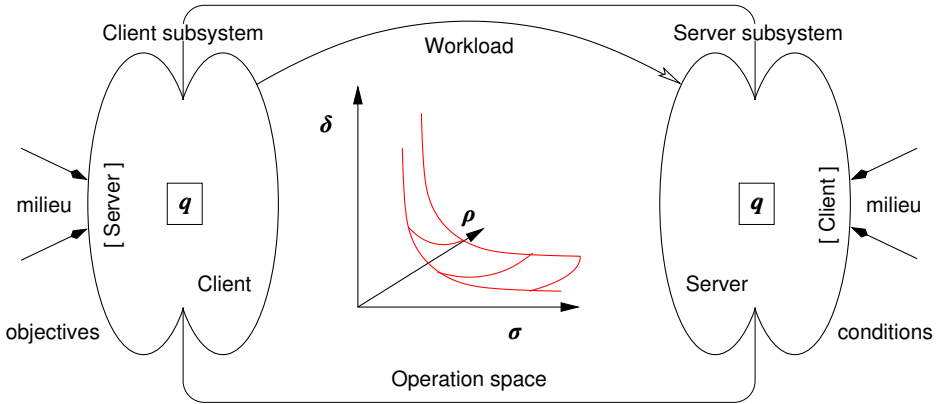 Client subsystem
Server subsystem
Workload
δ
[ Server ]
[ Client ]
milieu
q
ρ
q
milieu
Client
Server
objectives
σ
conditions
Operation space